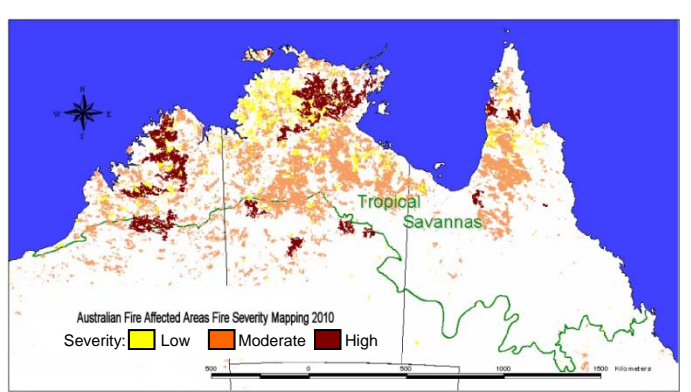 N
W E
S
Tropical
Savannas
Australian Fire Affected Areas Fire Severity Mapping 2010
Severity: Low Moderate High
500 0 500 1000 1500 Kilometers